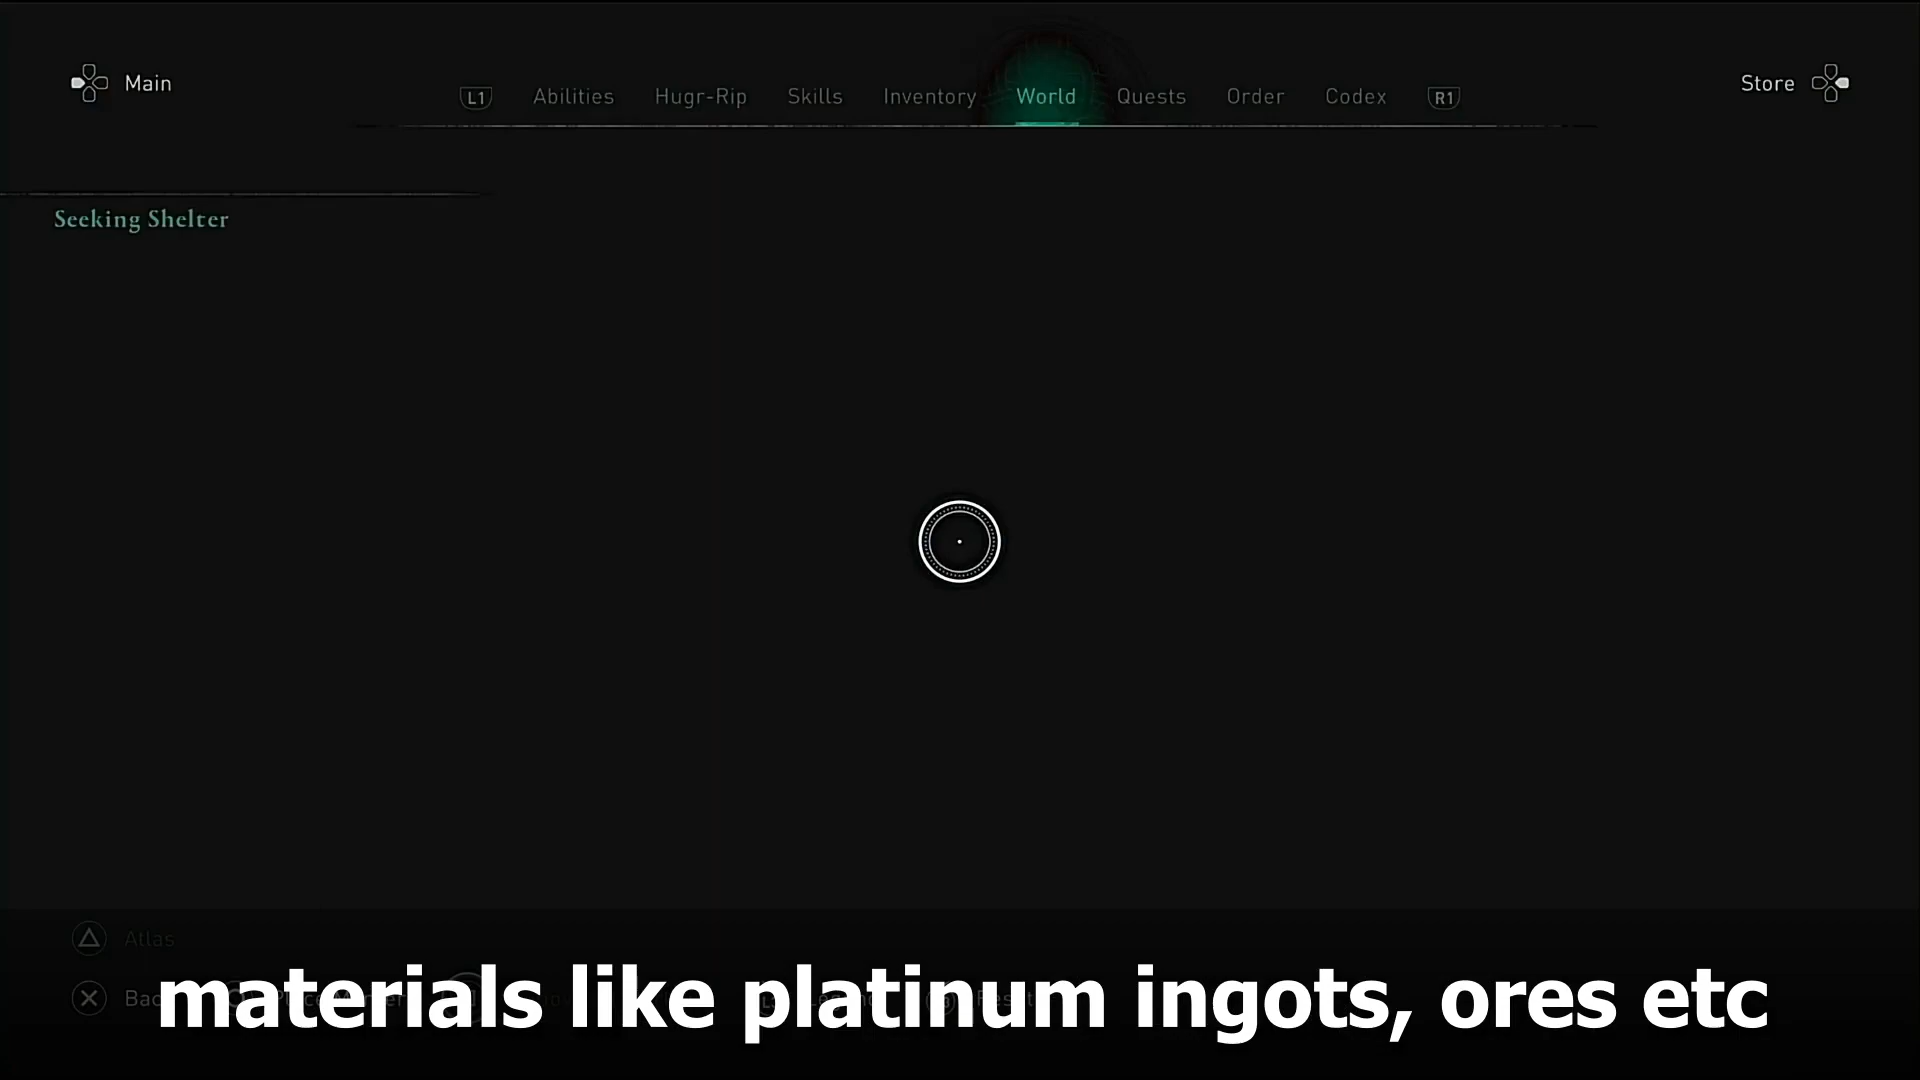 Main
L1 Abilities Hugr-Rip Skills Inventory World Quests Order Codex R1
Store
Seeking Shelter
Atlas
materials like platinum ingots, ores etc